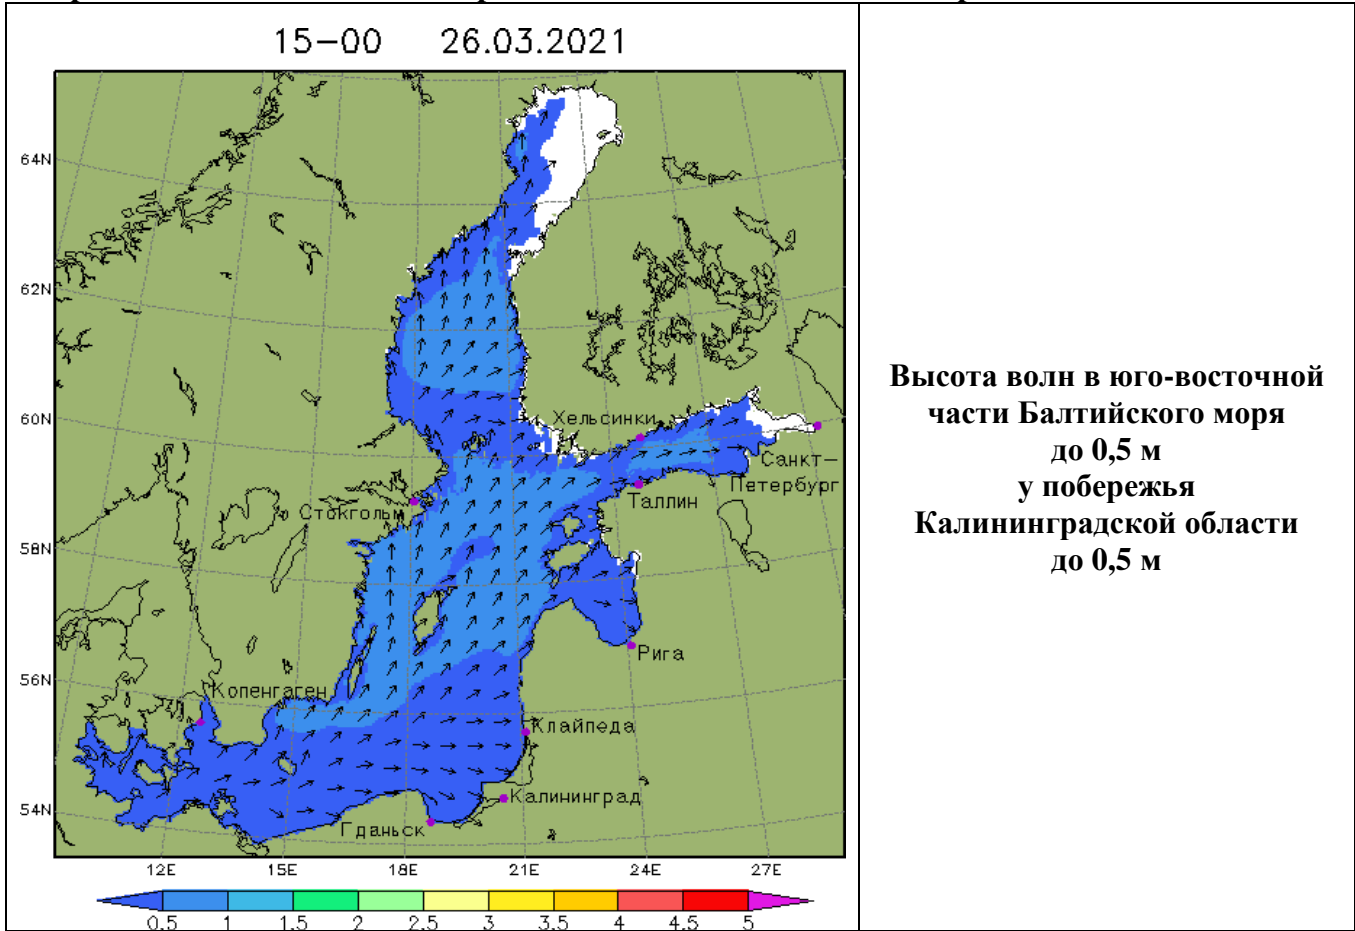 15-00 26.03.2021
64N
62N
60N
58N
56N
54N
Хельсинки
Санкт-
Петербург
Таллин
Стокгольм
Рига
Копенгаген
Клайпеда
Калининград
Гданьск
12E 15E 18E 21E 24E 27E
0.5 1 1.5 2 2.5 3 3.5 4 4.5 5
Высота волн в юго-восточной
части Балтийского моря
до 0,5 м
у побережья
Калининградской области
до 0,5 м